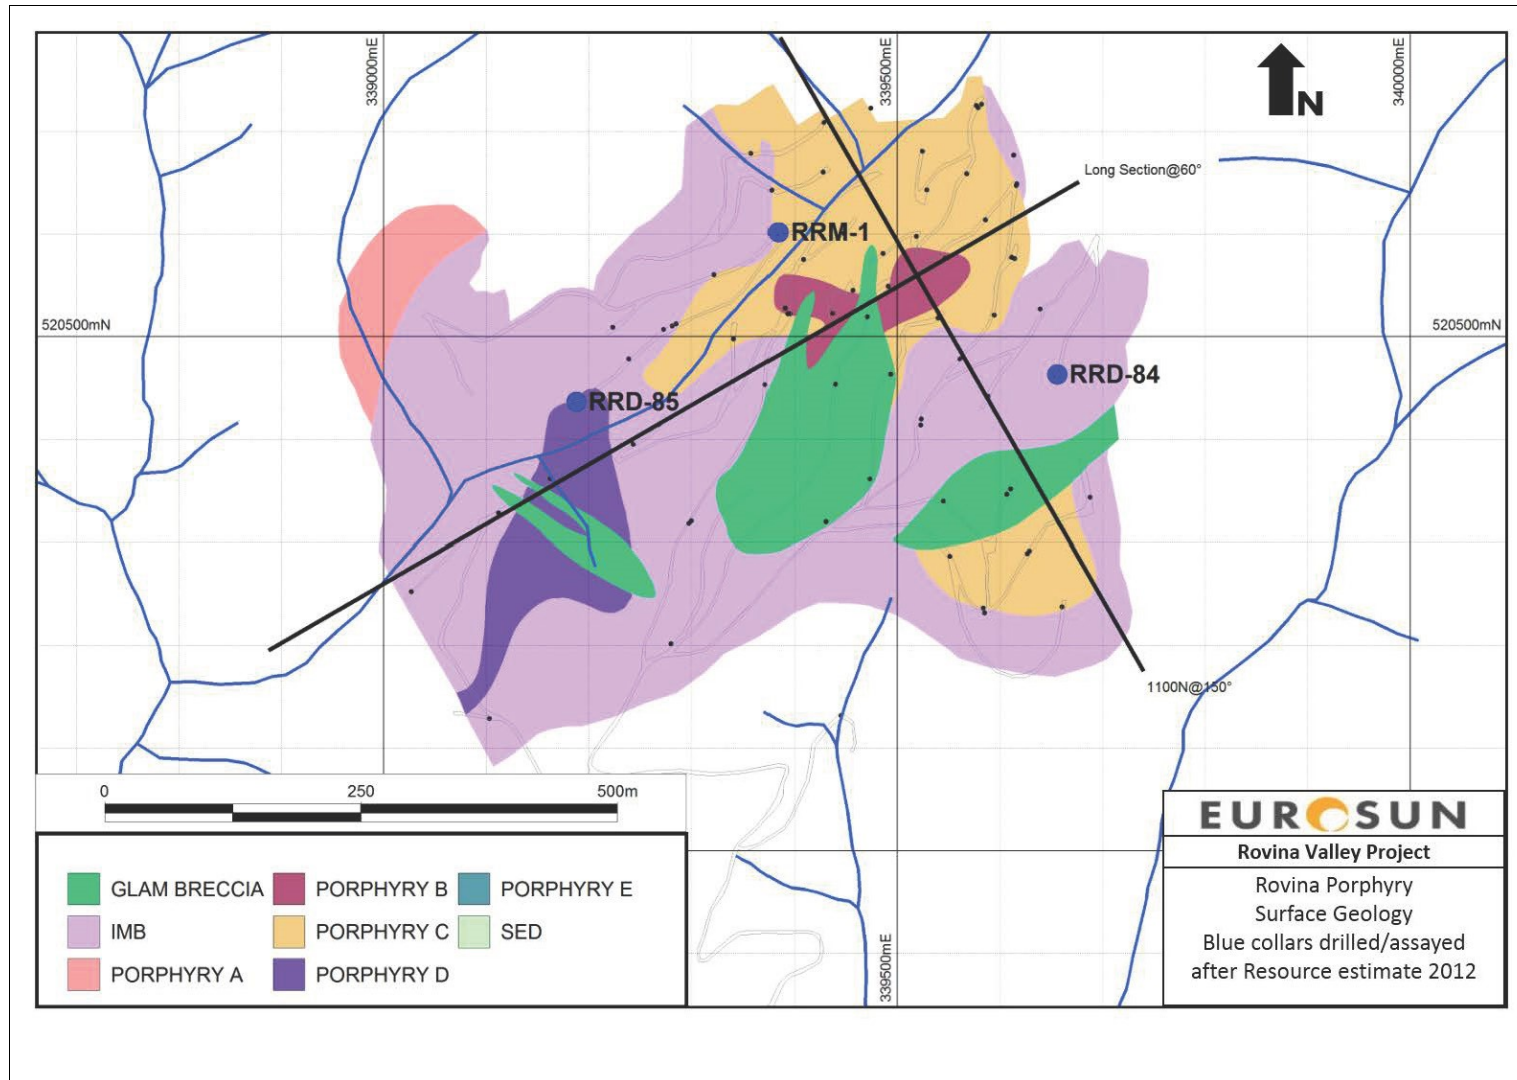 339000mE
339500mE
340000mE
N
Long Section@60°
RRM-1
520500mN
520500mN
RRD-84
RRD-85
1100N@150°
0 250 500m
GLAM BRECCIA
PORPHYRY B
PORPHYRY E
IMB
PORPHYRY C
SED
PORPHYRY A
PORPHYRY D
339500mE
EUROSUN
Rovina Valley Project
Rovina Porphyry
Surface Geology
Blue collars drilled/assayed
after Resource estimate 2012